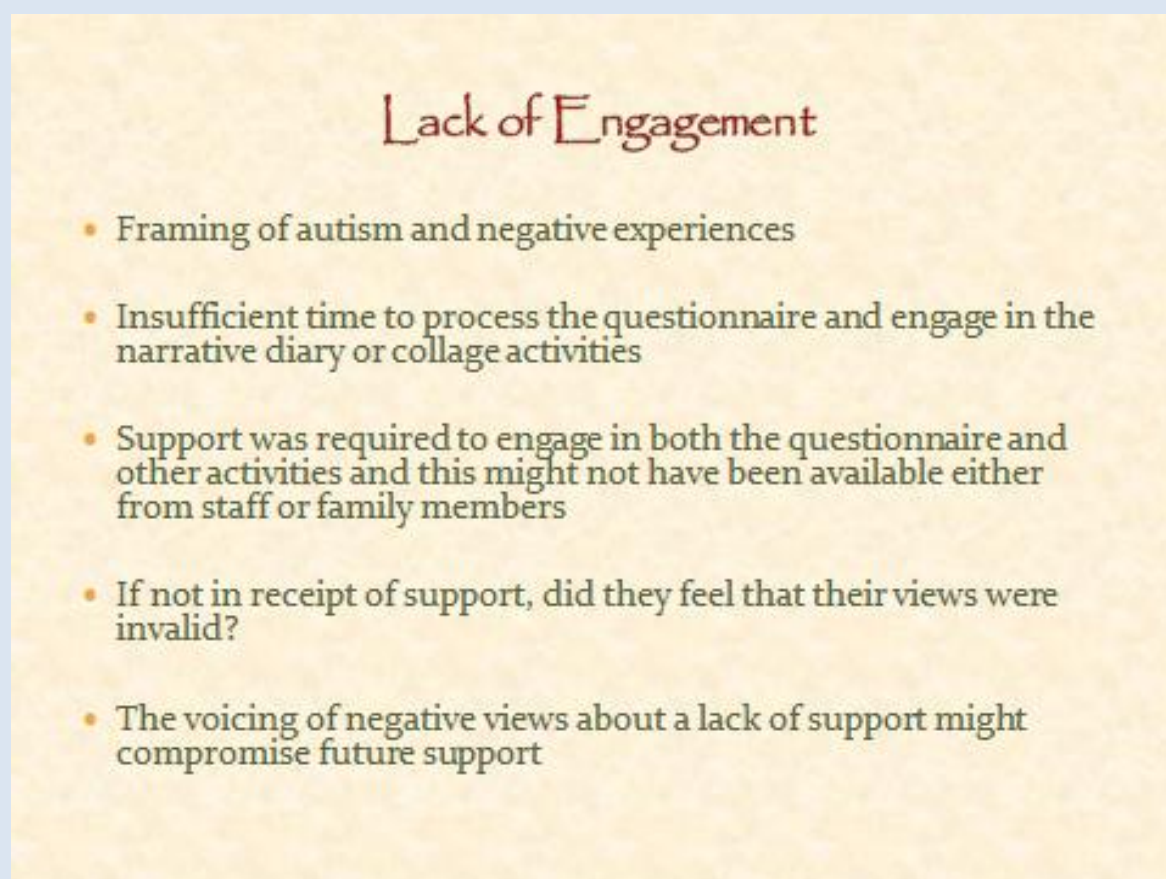 Lack of Engagement
• Framing of autism and negative experiences
• Insufficient time to process the questionnaire and engage in the
narrative diary or collage activities
• Support was required to engage in both the questionnaire and
other activities and this might not have been available either
from staff or family members
• If not in receipt of support, did they feel that their views were
invalid?
• The voicing of negative views about a lack of support might
compromise future support